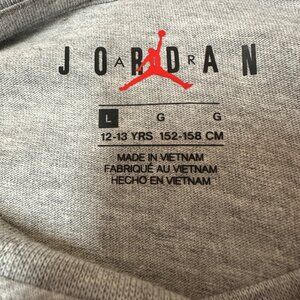 JORDAN
AIR
L G G
12-13 YRS 152-158 CM
MADE IN VIETNAM
FABRIQUÉ AU VIETNAM
HECHO EN VIETNAM